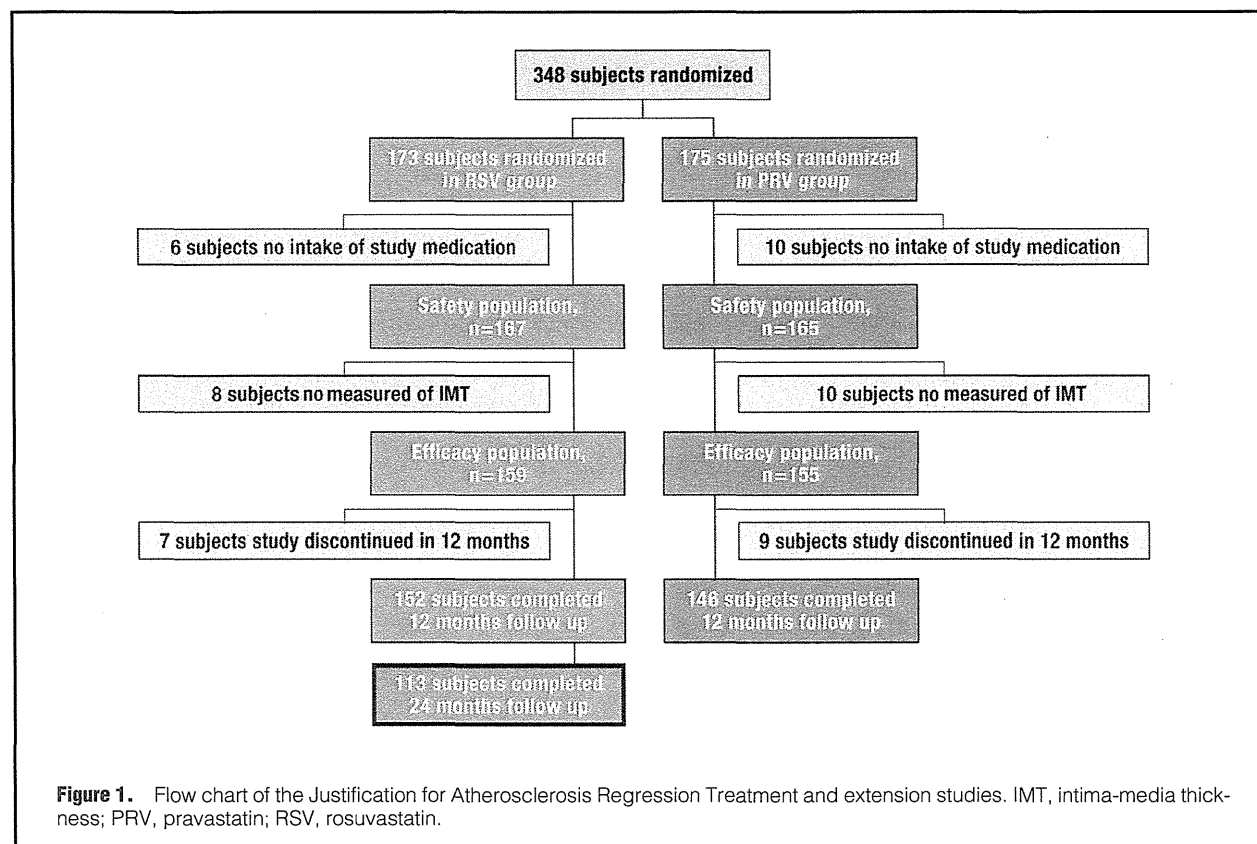 348 subjects randomized
173 subjects randomized
in RSV group
175 subjects randomized
in PRV group
6 subjects no intake of study medication
10 subjects no intake of study medication
Safety population,
n=167
Safety population,
n=165
8 subjects no measured of IMT
10 subjects no measured of IMT
Efficacy population,
n=159
Efficacy population,
n=155
7 subjects study discontinued in 12 months
9 subjects study discontinued in 12 months
152 subjects completed
12 months follow up
146 subjects completed
12 months follow up
113 subjects completed
24 months follow up
Figure 1. Flow chart of the Justification for Atherosclerosis Regression Treatment and extension studies. IMT, intima-media thick-
ness; PRV, pravastatin; RSV, rosuvastatin.